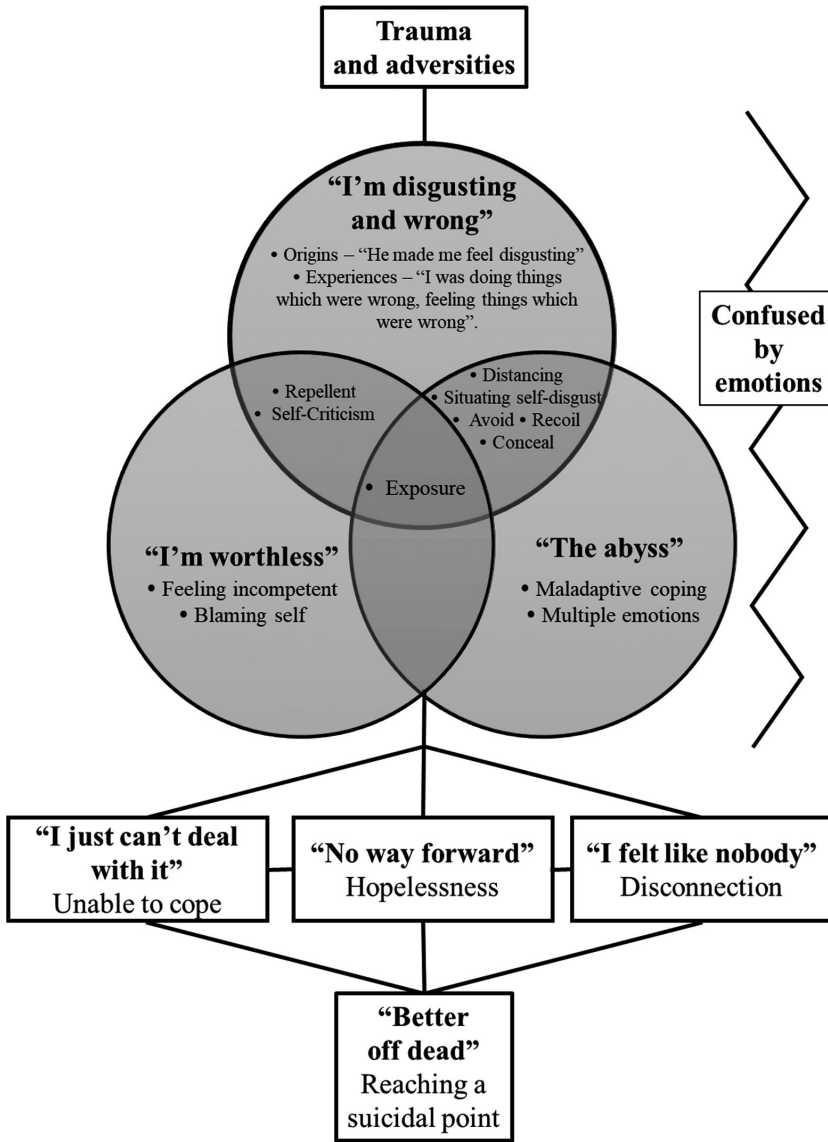 Trauma
and adversities
“I’m disgusting
and wrong”
• Origins – “He made me feel disgusting”
• Experiences – “I was doing things
which were wrong, feeling things which
were wrong”.
Confused
by
emotions
• Repellent
• Self-Criticism
• Distancing
• Situating self-disgust
• Avoid • Recoil
• Conceal
• Exposure
“I’m worthless”
• Feeling incompetent
• Blaming self
“The abyss”
• Maladaptive coping
• Multiple emotions
“I just can’t deal
with it”
Unable to cope
“No way forward”
Hopelessness
“I felt like nobody”
Disconnection
“Better
off dead”
Reaching a
suicidal point